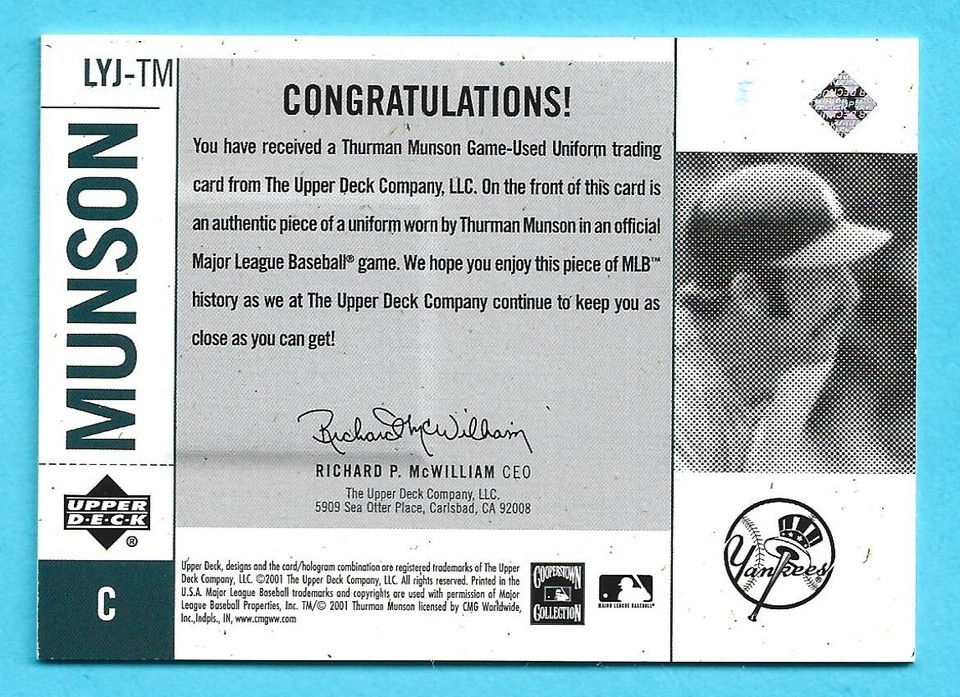 LYJ-TM
MUNSON
UPPER
D·E·C·K
®
C
CONGRATULATIONS!
You have received a Thurman Munson Game-Used Uniform trading
card from The Upper Deck Company, LLC. On the front of this card is
an authentic piece of a uniform worn by Thurman Munson in an official
Major League Baseball® game. We hope you enjoy this piece of MLB™
history as we at The Upper Deck Company continue to keep you as
close as you can get!
Richard McWilliam
RICHARD P. McWILLIAM CEO
The Upper Deck Company, LLC.
5909 Sea Otter Place, Carlsbad, CA 92008
Upper Deck, designs and the card/hologram combination are registered trademarks of The Upper
Deck Company, LLC. ©2001 The Upper Deck Company, LLC. All rights reserved. Printed in the
U.S.A. Major League Baseball trademarks and copyrights are used with permission of Major
League Baseball Properties, Inc. TM/© 2001 Thurman Munson licensed by CMG Worldwide,
Inc.,Indpls., IN, www.cmgww.com
COOPERSTOWN
COLLECTION
MAJOR LEAGUE BASEBALL®
Yankees®